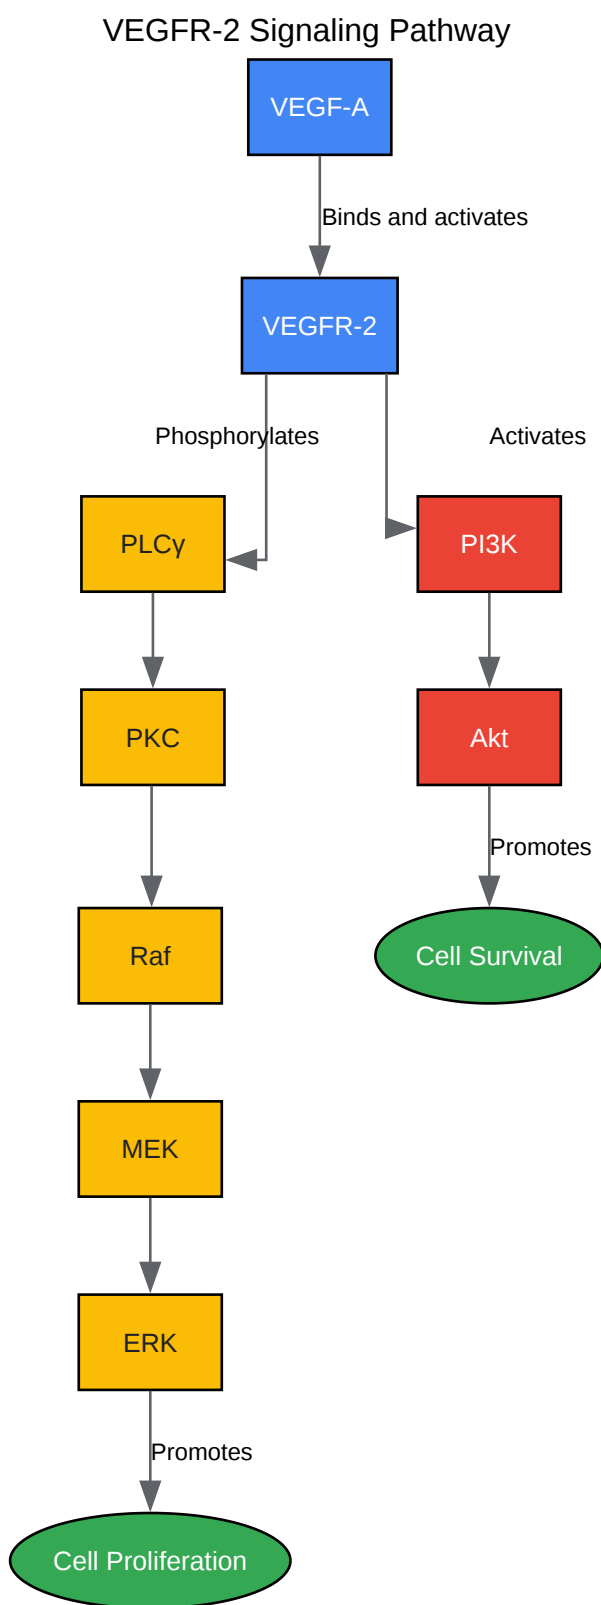 VEGFR-2 Signaling Pathway
VEGF-A
Binds and activates
VEGFR-2
Phosphorylates
Activates
PLCγ
PI3K
PKC
Akt
Promotes
Raf
Cell Survival
MEK
ERK
Promotes
Cell Proliferation